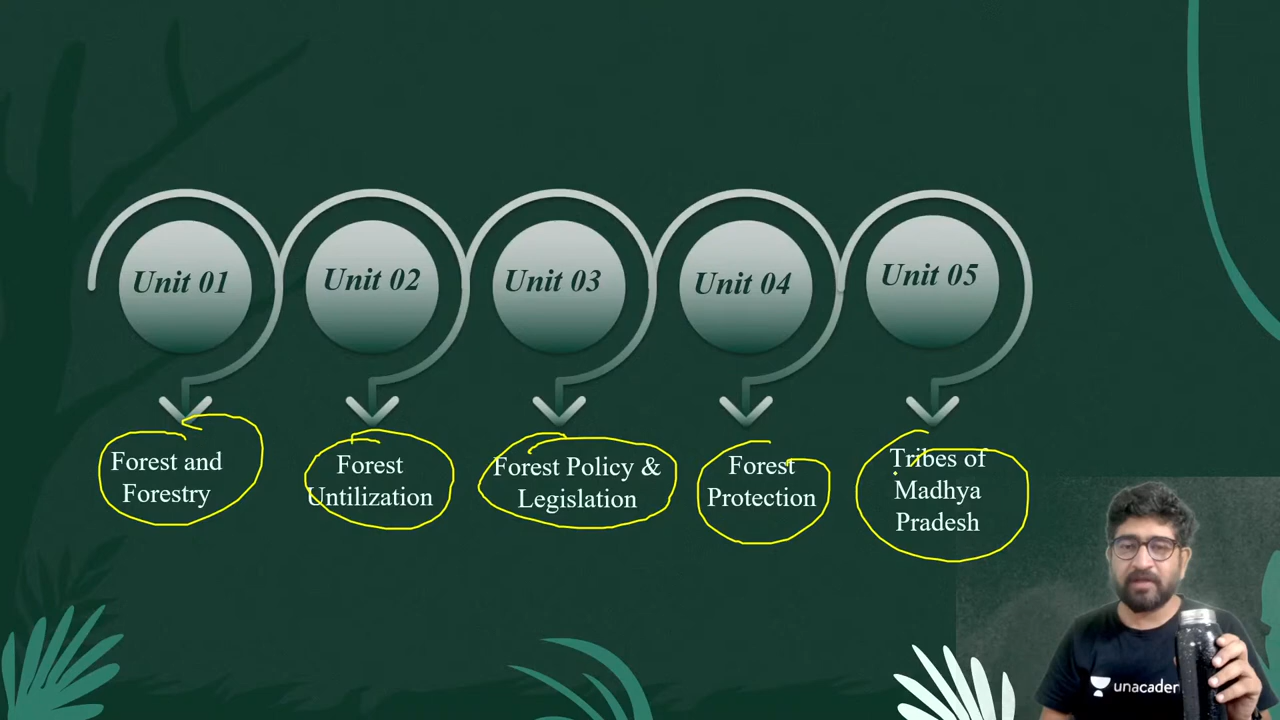 Unit 01
Unit 02
Unit 03
Unit 04
Unit 05
Forest and
Forestry
Forest
Untilization
Forest Policy &
Legislation
Forest
Protection
Tribes of
Madhya
Pradesh
unacade